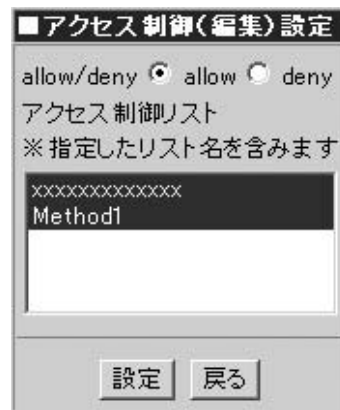 ■アクセス制御(編集)設定
allow/deny allow deny
アクセス制御リスト
※指定したリスト名を含みます
xxxxxxxxxxxxx
Method1
設定 戻る